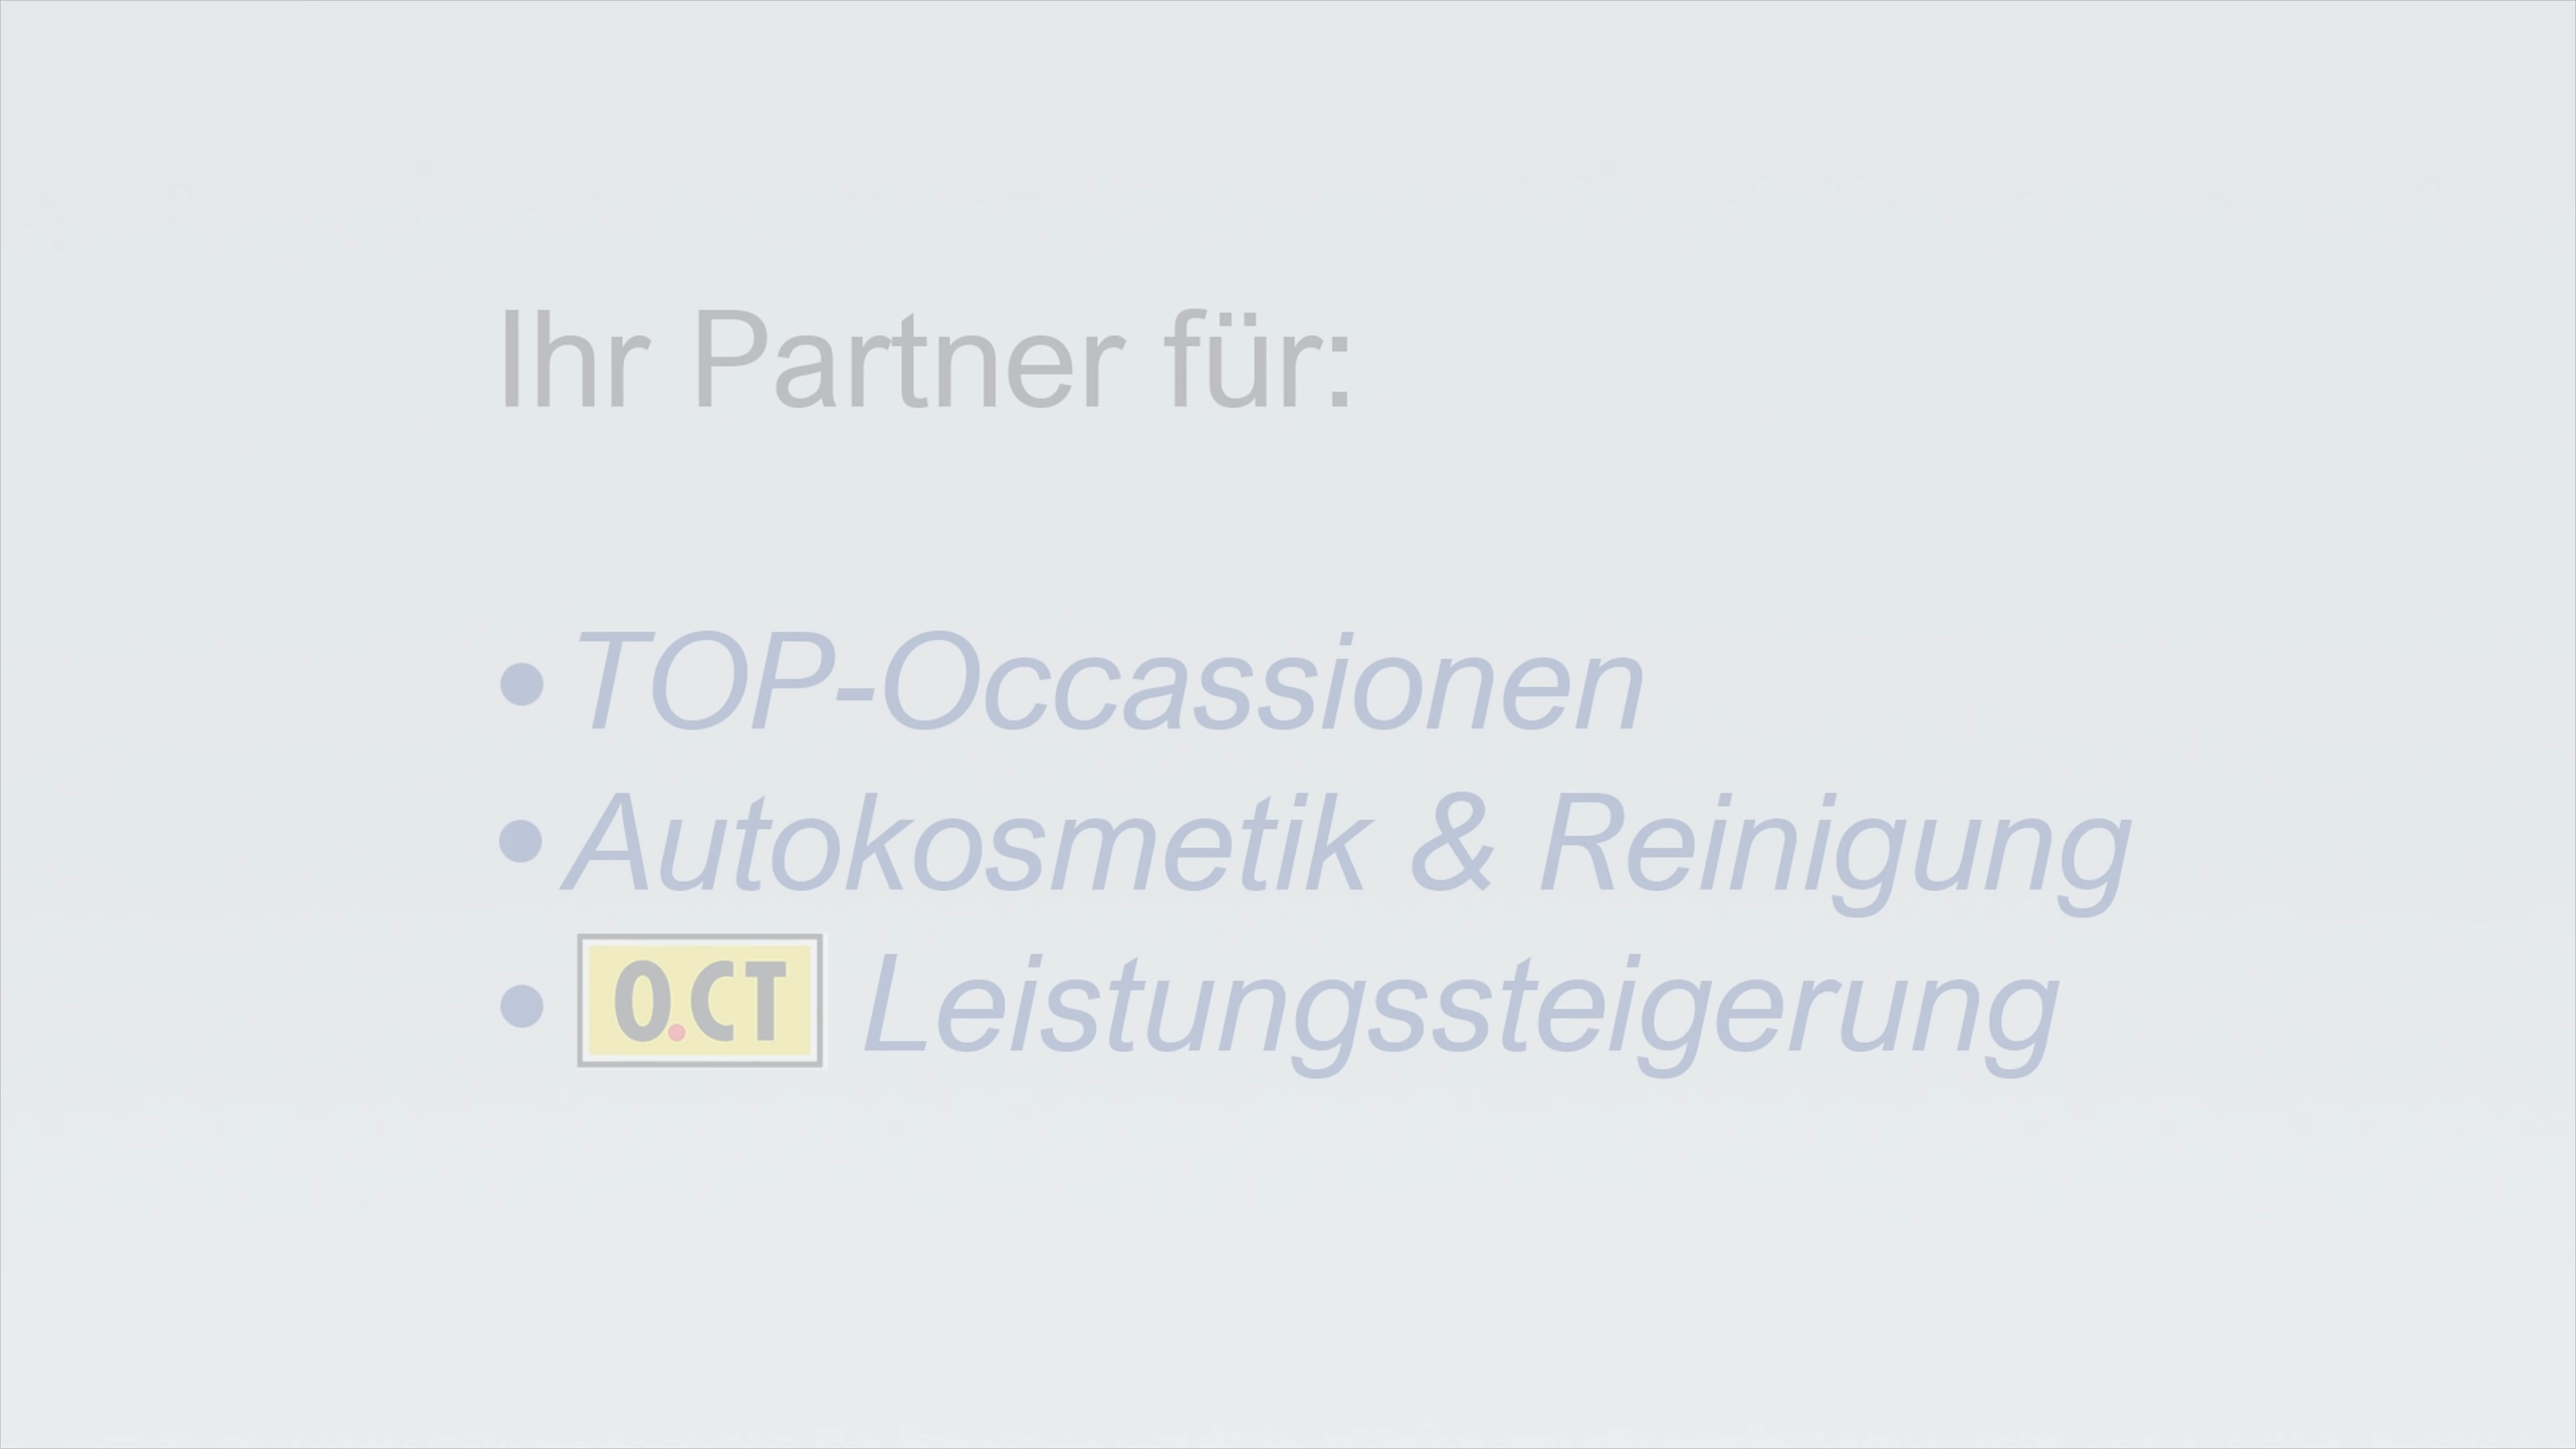 Ihr Partner für:
• TOP-Occassionen
• Autokosmetik & Reinigung
• O.CT Leistungssteigerung